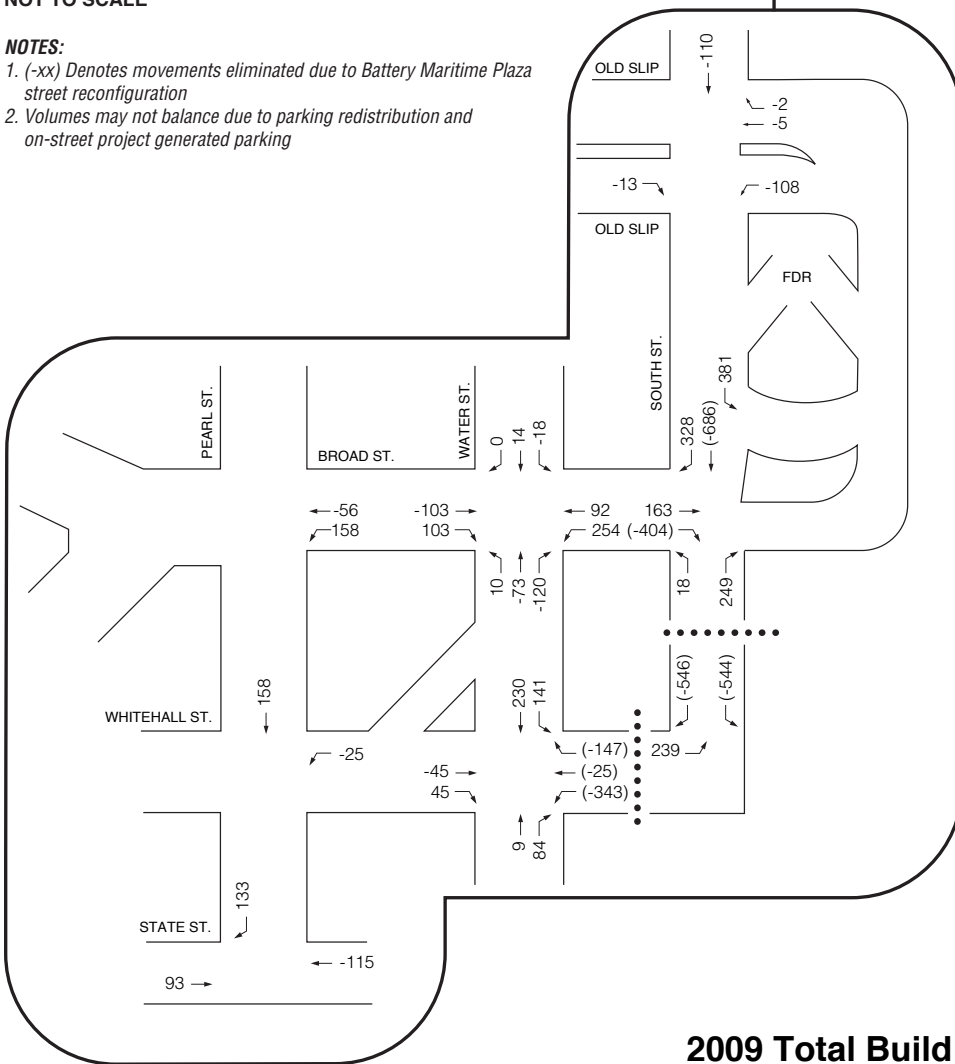 NOT TO SCALE
NOTES:
1. (-xx) Denotes movements eliminated due to Battery Maritime Plaza
street reconfiguration
2. Volumes may not balance due to parking redistribution and
on-street project generated parking
OLD SLIP
-110
-2
-5
-13
-108
OLD SLIP
FDR
SOUTH ST.
381
328
(-686)
PEARL ST.
BROAD ST.
WATER ST.
0
14
-18
-56
158
-103
103
92
163
254
(-404)
10
-73
-120
18
249
(-546)
(-544)
158
WHITEHALL ST.
230
141
-25
-45
45
(-147)
239
(-25)
(-343)
9
84
133
STATE ST.
-115
93
2009 Total Build